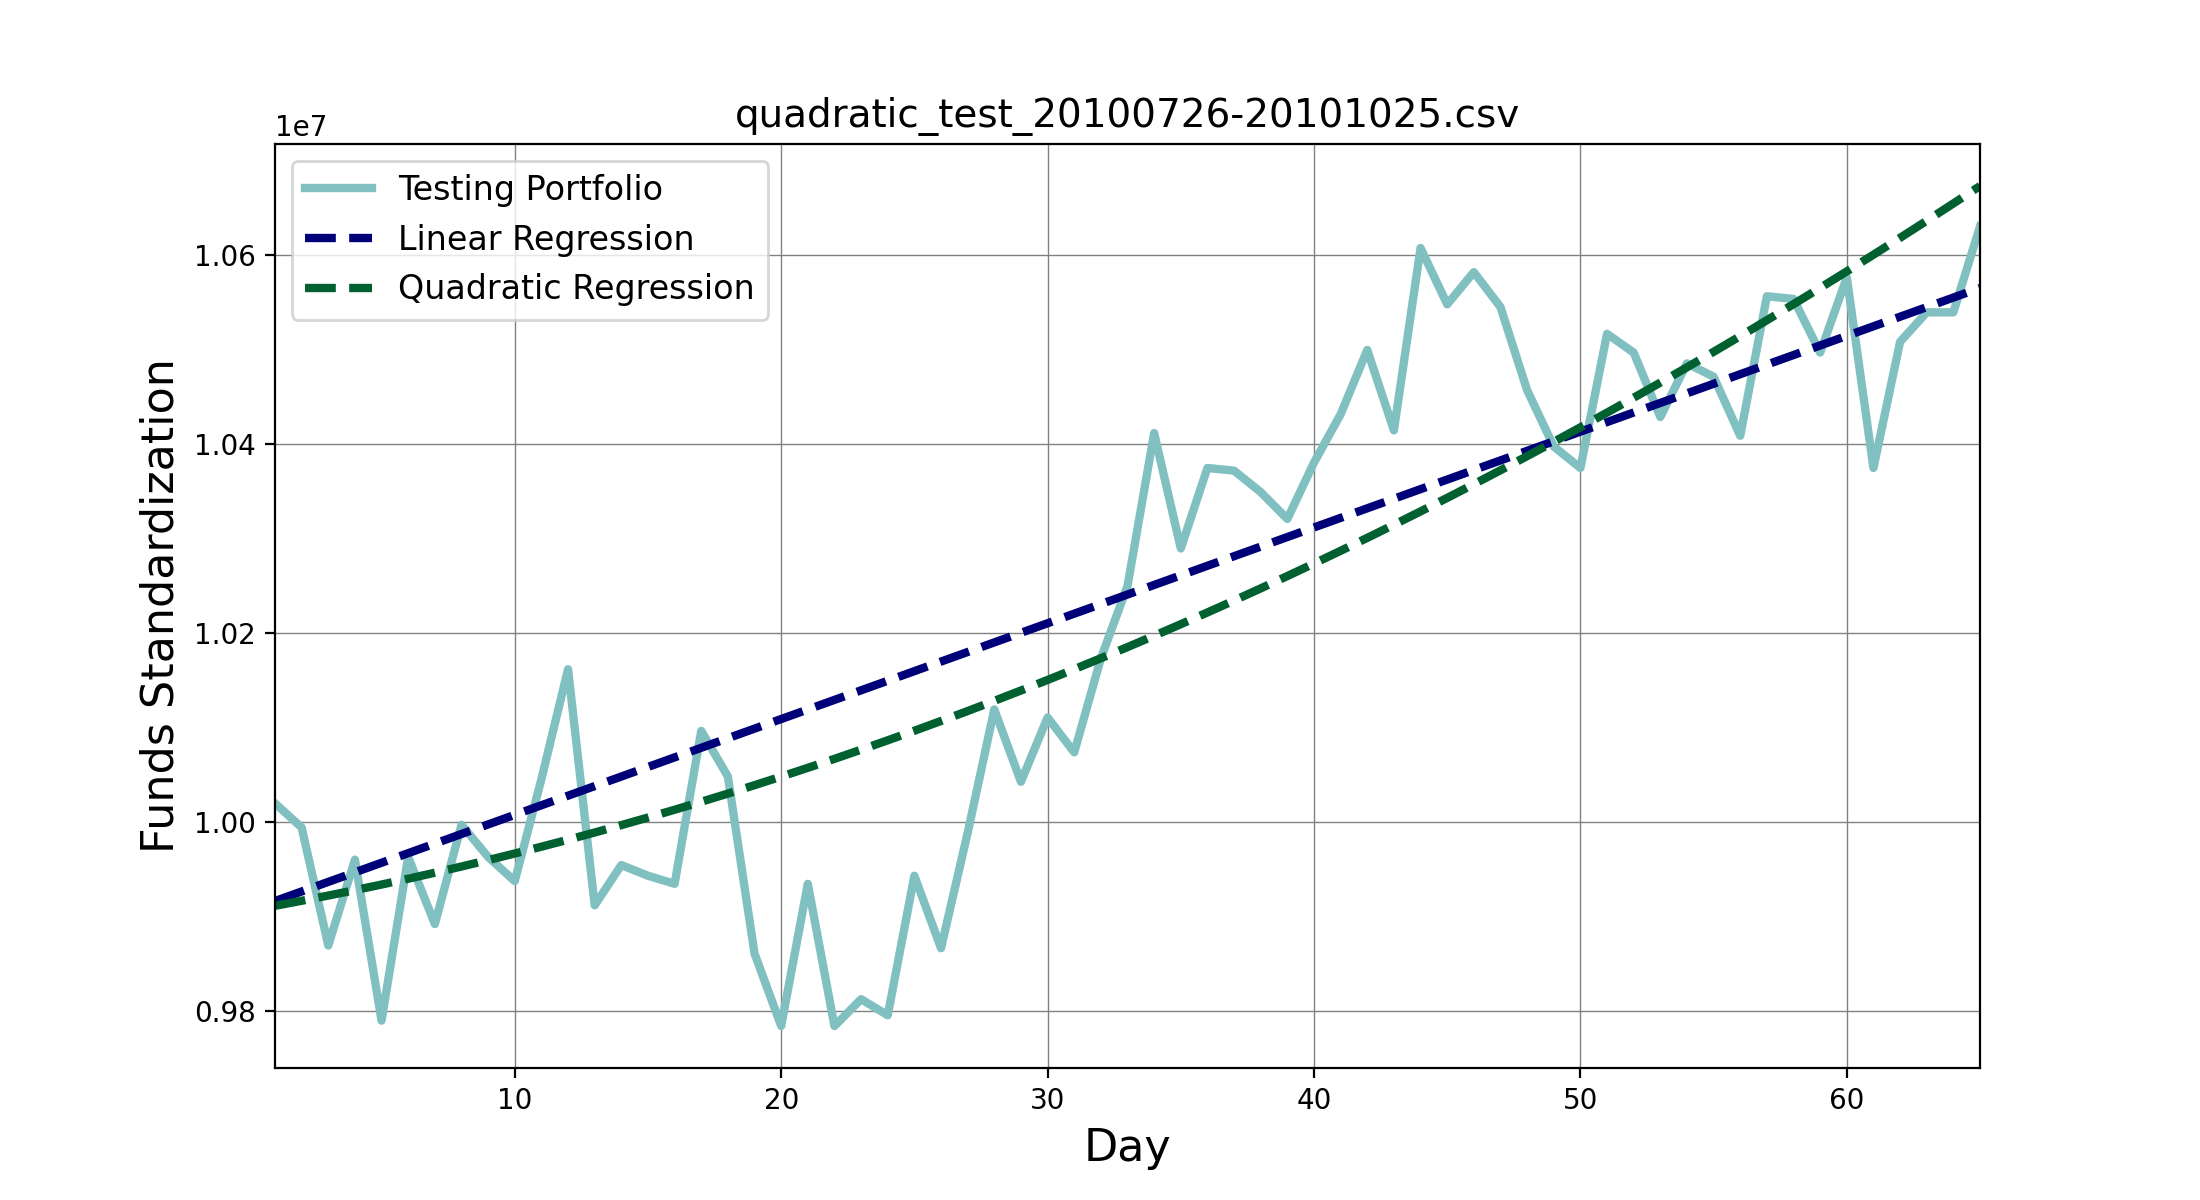 quadratic_test_20100726-20101025.csv
1e7
Testing Portfolio
Linear Regression
Quadratic Regression
1.06
1.04
1.02
1.00
0.98
Funds Standardization
10 20 30 40 50 60
Day